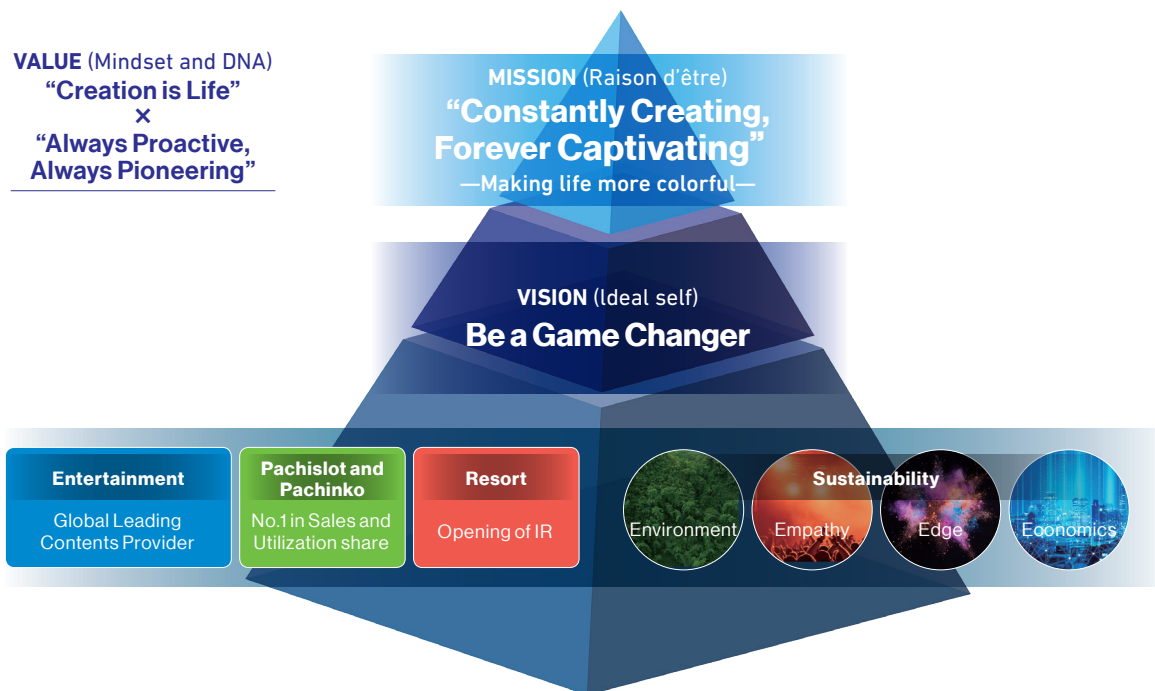 VALUE (Mindset and DNA)
“Creation is Life”
×
“Always Proactive,
Always Pioneering”
MISSION (Raison d’être)
“Constantly Creating,
Forever Captivating”
—Making life more colorful—
VISION (Ideal self)
Be a Game Changer
Entertainment
Global Leading
Contents Provider
Pachislot and
Pachinko
No.1 in Sales and
Utilization share
Resort
Opening of IR
Sustainability
Environment
Empathy
Edge
Economics